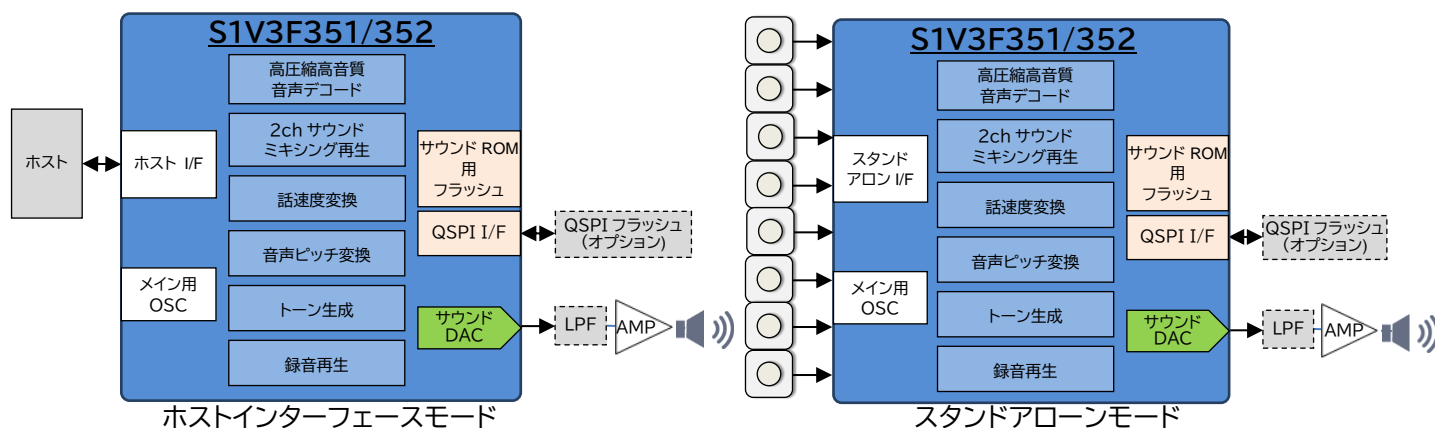 S1V3F351/352
高圧縮高音質
音声デコード
2ch サウンド
ミキシング再生
話速度変換
音声ピッチ変換
トーン生成
録音再生
ホスト
ホスト I/F
メイン用
OSC
サウンド ROM
用
フラッシュ
QSPI I/F
QSPI フラッシュ
(オプション)
サウンド
DAC
LPF
AMP
ホストインターフェースモード
S1V3F351/352
高圧縮高音質
音声デコード
2ch サウンド
ミキシング再生
話速度変換
音声ピッチ変換
トーン生成
録音再生
スタンド
アロン I/F
メイン用
OSC
サウンド ROM
用
フラッシュ
QSPI I/F
QSPI フラッシュ
(オプション)
サウンド
DAC
LPF
AMP
スタンドアローンモード